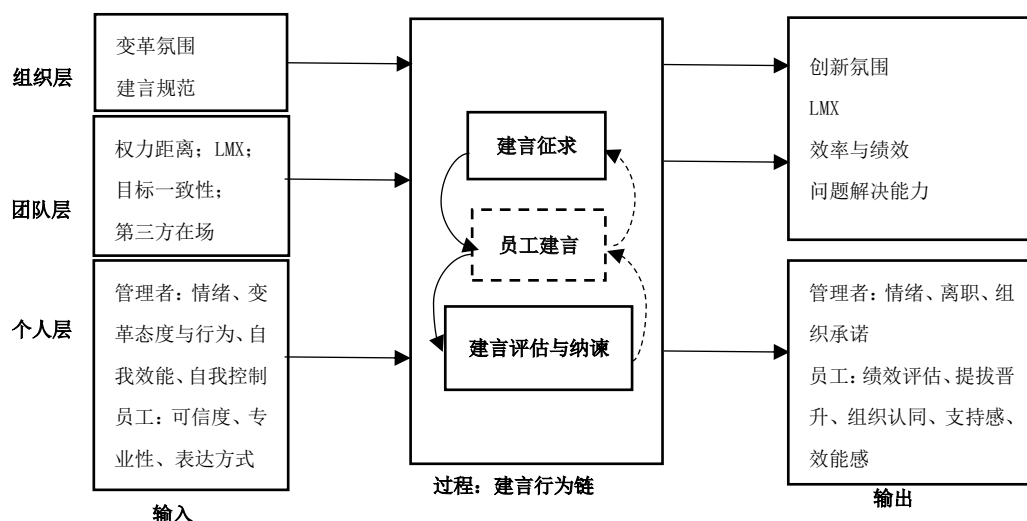 组织层
变革氛围
建言规范
团队层
权力距离；LMX；
目标一致性；
第三方在场
个人层
管理者：情绪、变
革态度与行为、自
我效能、自我控制
员工：可信度、专
业性、表达方式
输入
建言征求
员工建言
建言评估与纳谏
过程：建言行为链
创新氛围
LMX
效率与绩效
问题解决能力
管理者：情绪、离职、组
织承诺
员工：绩效评估、提拔晋
升、组织认同、支持感、
效能感
输出